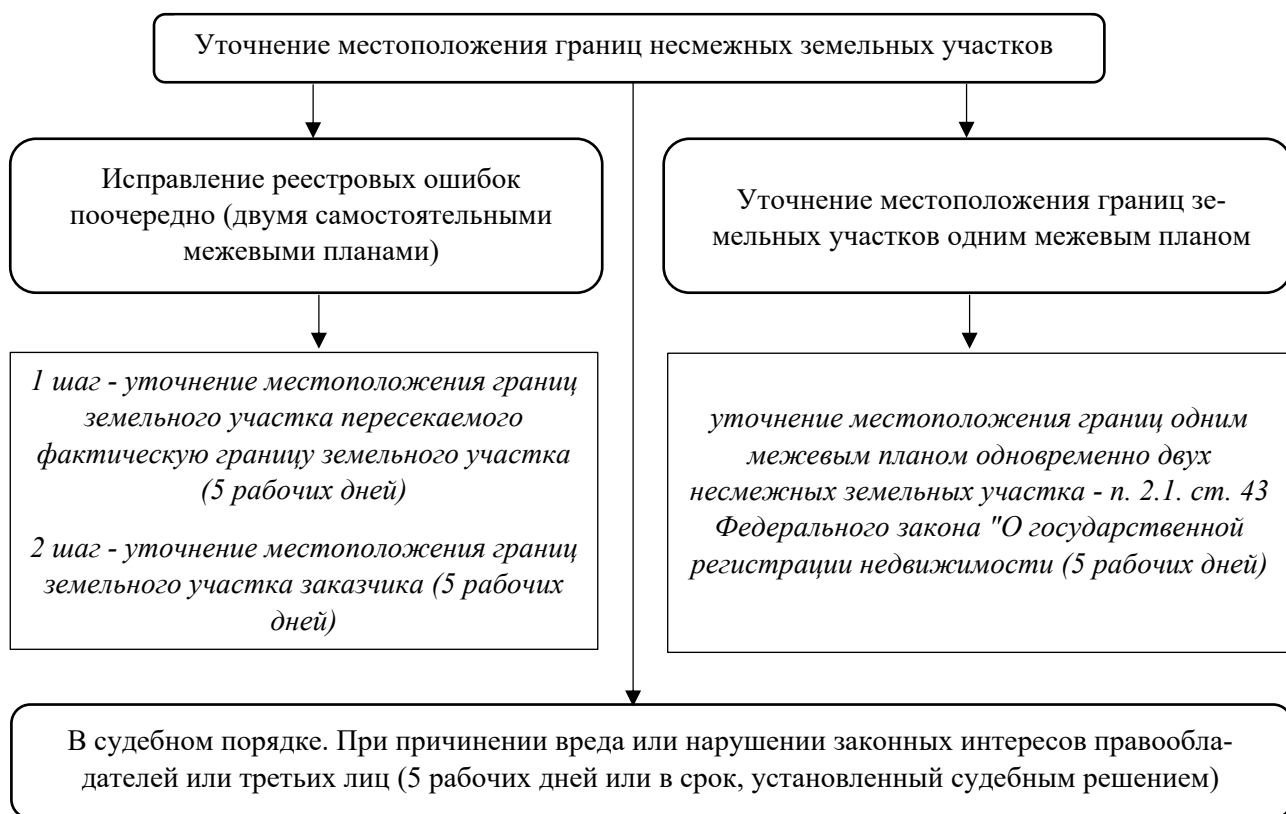 Уточнение местоположения границ несмежных земельных участков
Исправление реестровых ошибок
поочередно (двумя самостоятельными
межевыми планами)
Уточнение местоположения границ зе-
мельных участков одним межевым планом
1 шаг - уточнение местоположения границ
земельного участка пересекаемого
фактическую границу земельного участка
(5 рабочих дней)
2 шаг - уточнение местоположения границ
земельного участка заказчика (5 рабочих
дней)
уточнение местоположения границ одним
межевым планом одновременно двух
несмежных земельных участка - п. 2.1. ст. 43
Федерального закона "О государственной
регистрации недвижимости (5 рабочих дней)
В судебном порядке. При причинении вреда или нарушении законных интересов правообла-
дателей или третьих лиц (5 рабочих дней или в срок, установленный судебным решением)